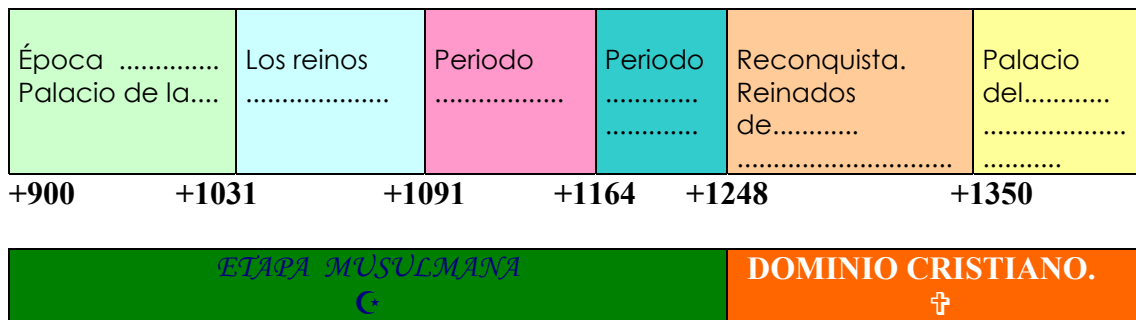 Época ..............
Palacio de la....
Los reinos
....................
Periodo
..................
Periodo
.............
.............
Reconquista.
Reinados
de............
..............................
Palacio
del............
....................
...........
+900 +1031 +1091 +1164 +1248 +1350
ETAPA MUSULMANA
☪
DOMINIO CRISTIANO.
✞